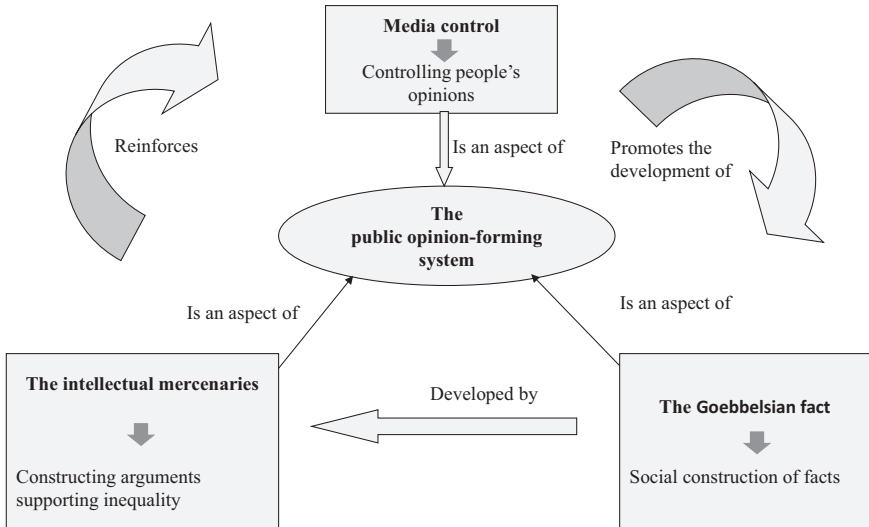 Media control
Controlling people's
opinions
Reinforces
Is an aspect of
Promotes the
development of
The
public opinion-forming
system
Is an aspect of
Is an aspect of
The intellectual mercenaries
Constructing arguments
supporting inequality
Developed by
The Goebbelsian fact
Social construction of facts